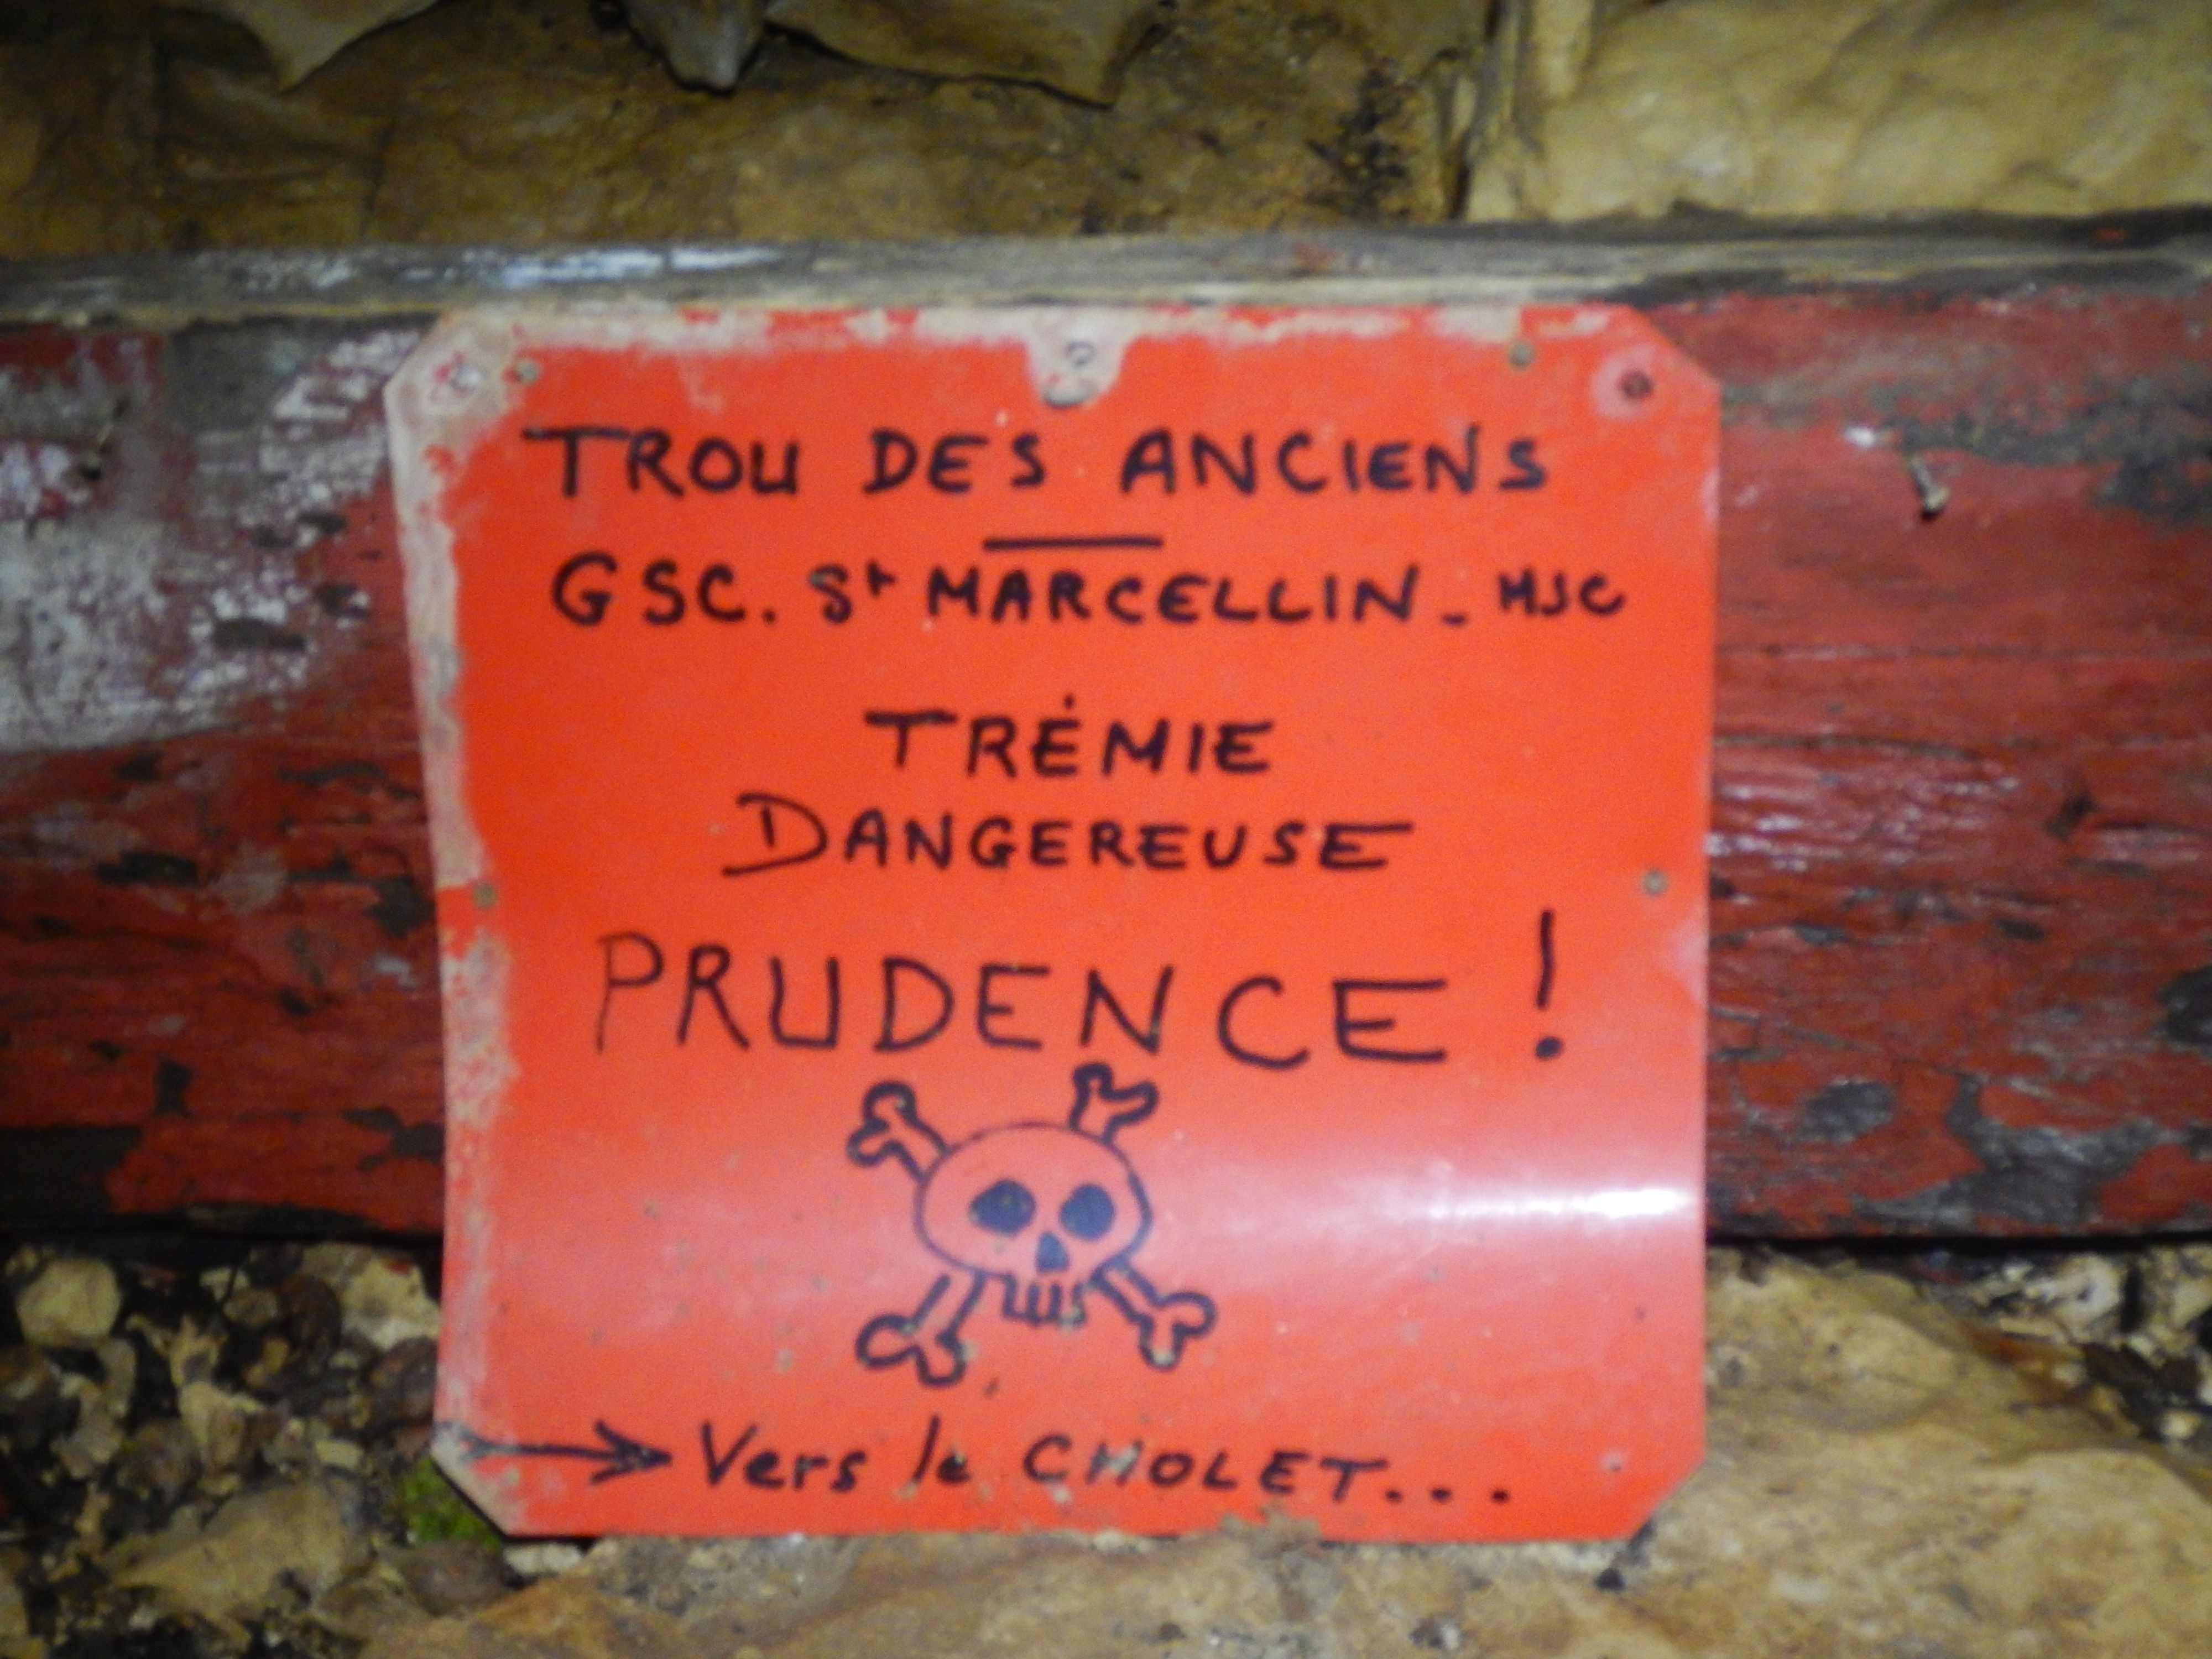 TROU DES ANCIENS
GSC. St MARCELLIN - MJC
TRÉMIE
DANGEREUSE
PRUDENCE !
→ Vers le CHOLET...